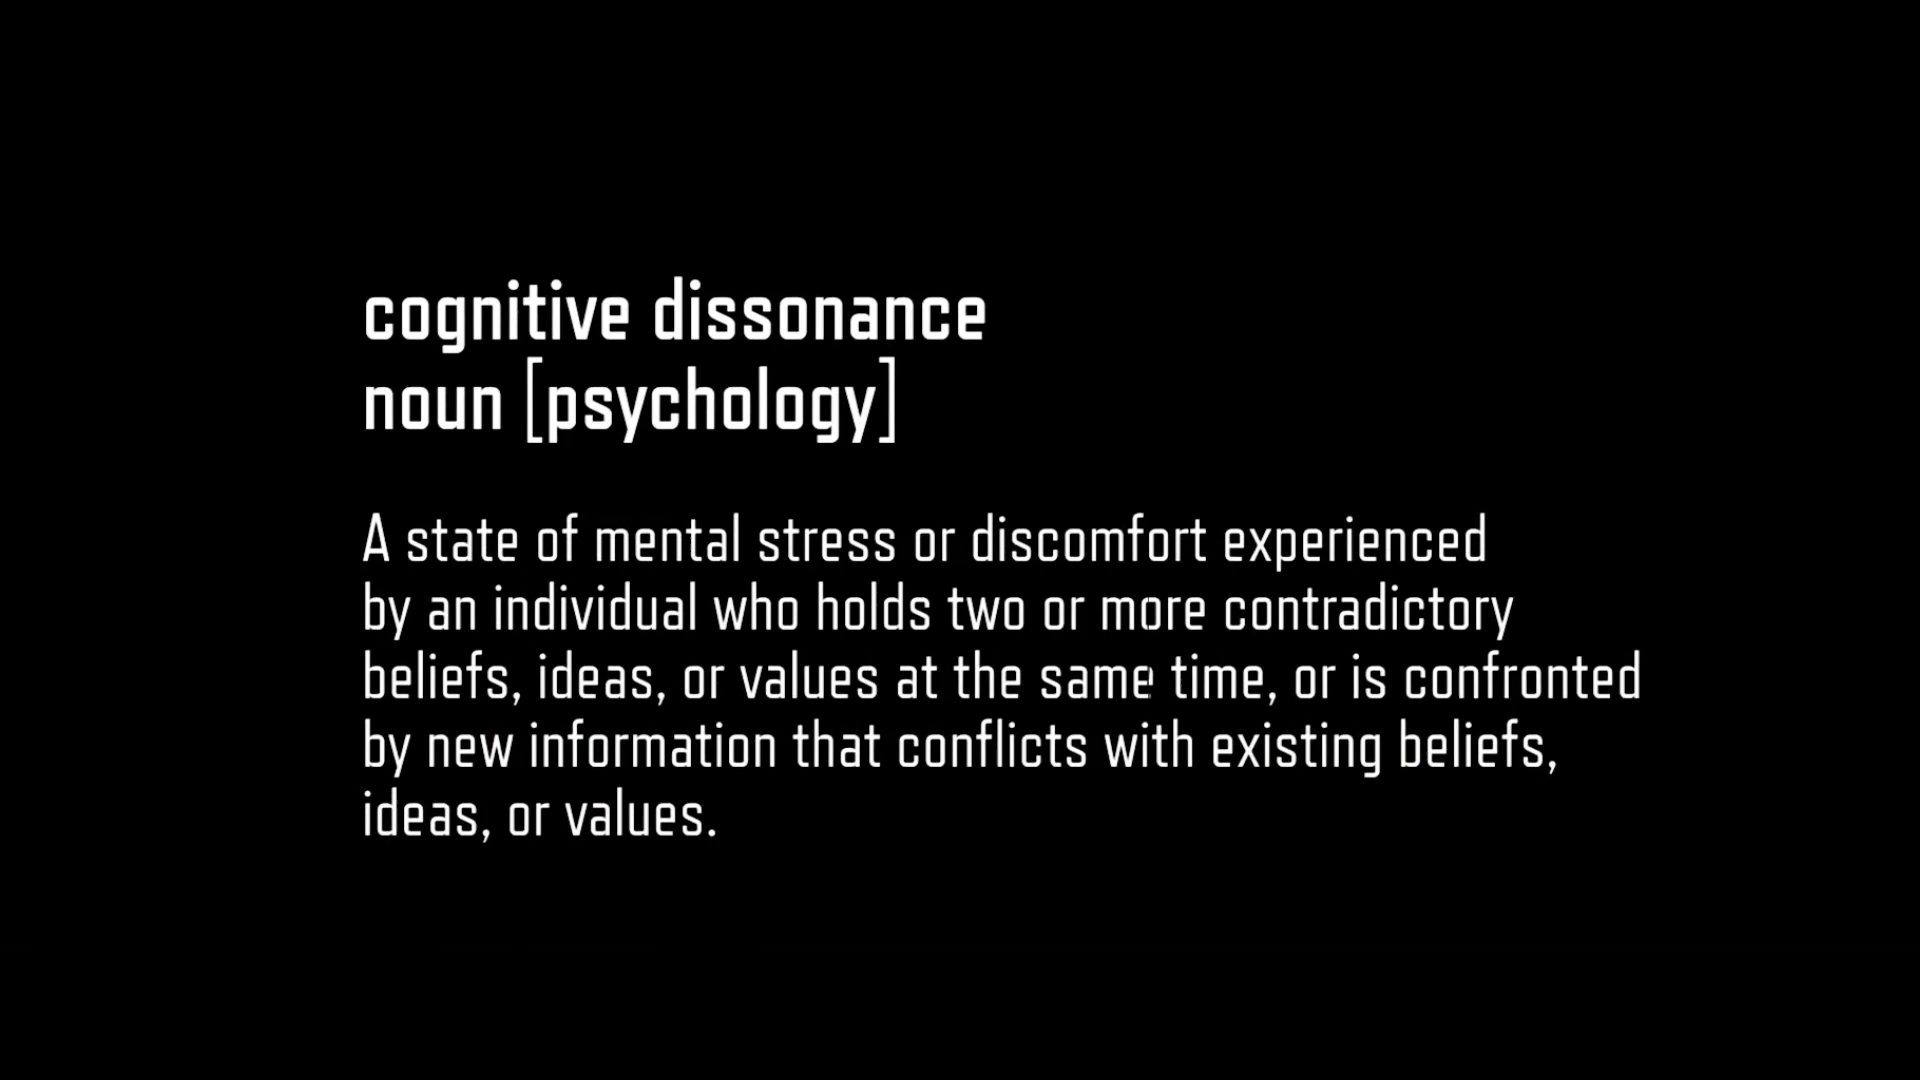 cognitive dissonance
noun [psychology]
A state of mental stress or discomfort experienced
by an individual who holds two or more contradictory
beliefs, ideas, or values at the same time, or is confronted
by new information that conflicts with existing beliefs,
ideas, or values.